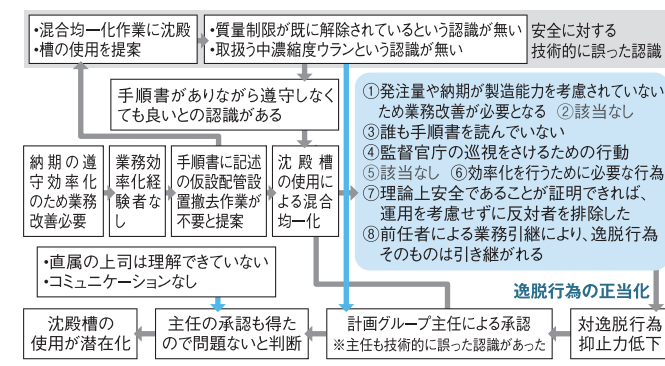 ・混合均一化作業に沈殿
・槽の使用を提案
・質量制限が既に解除されているという認識が無い
・取扱う中濃縮度ウランという認識が無い
安全に対する
技術的に誤った認識
手順書がありながら遵守しなく
ても良いとの認識がある
①発注量や納期が製造能力を考慮されていない
ため業務改善が必要となる ②該当なし
③誰も手順書を読んでいない
④監督官庁の巡視をさけるための行動
⑤該当なし ⑥効率化を行うために必要な行為
⑦理論上安全であることが証明できれば、
運用を考慮せずに反対者を排除した
⑧前任者による業務引継により、逸脱行為
そのものは引き継がれる
納期の遵
守効率化
のため業務
改善必要
業務効
率化経
験者な
し
手順書に記述
の仮設配管設
置撤去作業が
不要と提案
沈殿槽
の使用に
よる混合
均一化
・直属の上司は理解できていない
・コミュニケーションなし
逸脱行為の正当化
沈殿槽の
使用が潜在化
主任の承認も得た
ので問題ないと判断
計画グループ主任による承認
※主任も技術的に誤った認識があった
対逸脱行為
抑止力低下